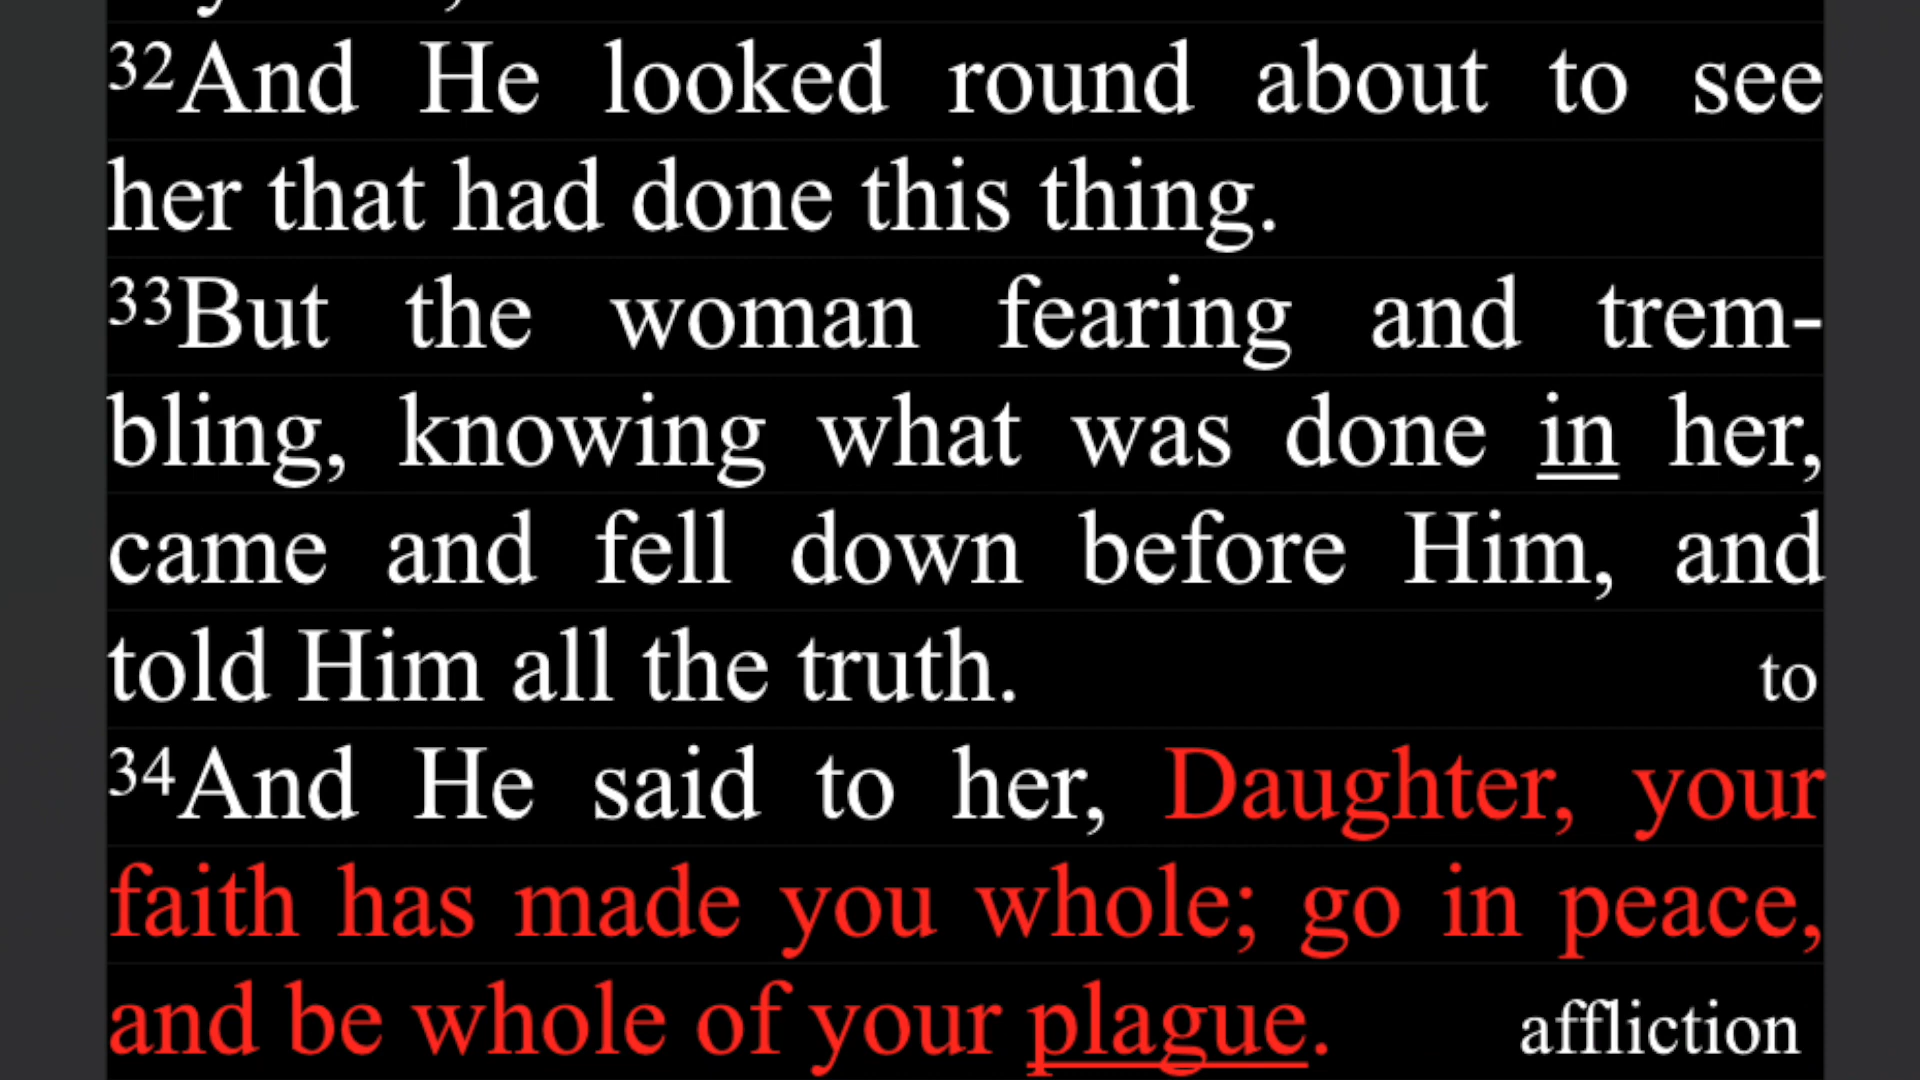 32And He looked round about to see
her that had done this thing.
33But the woman fearing and trem-
bling, knowing what was done in her,
came and fell down before Him, and
told Him all the truth. to
34And He said to her, Daughter, your
faith has made you whole; go in peace,
and be whole of your plague. affliction